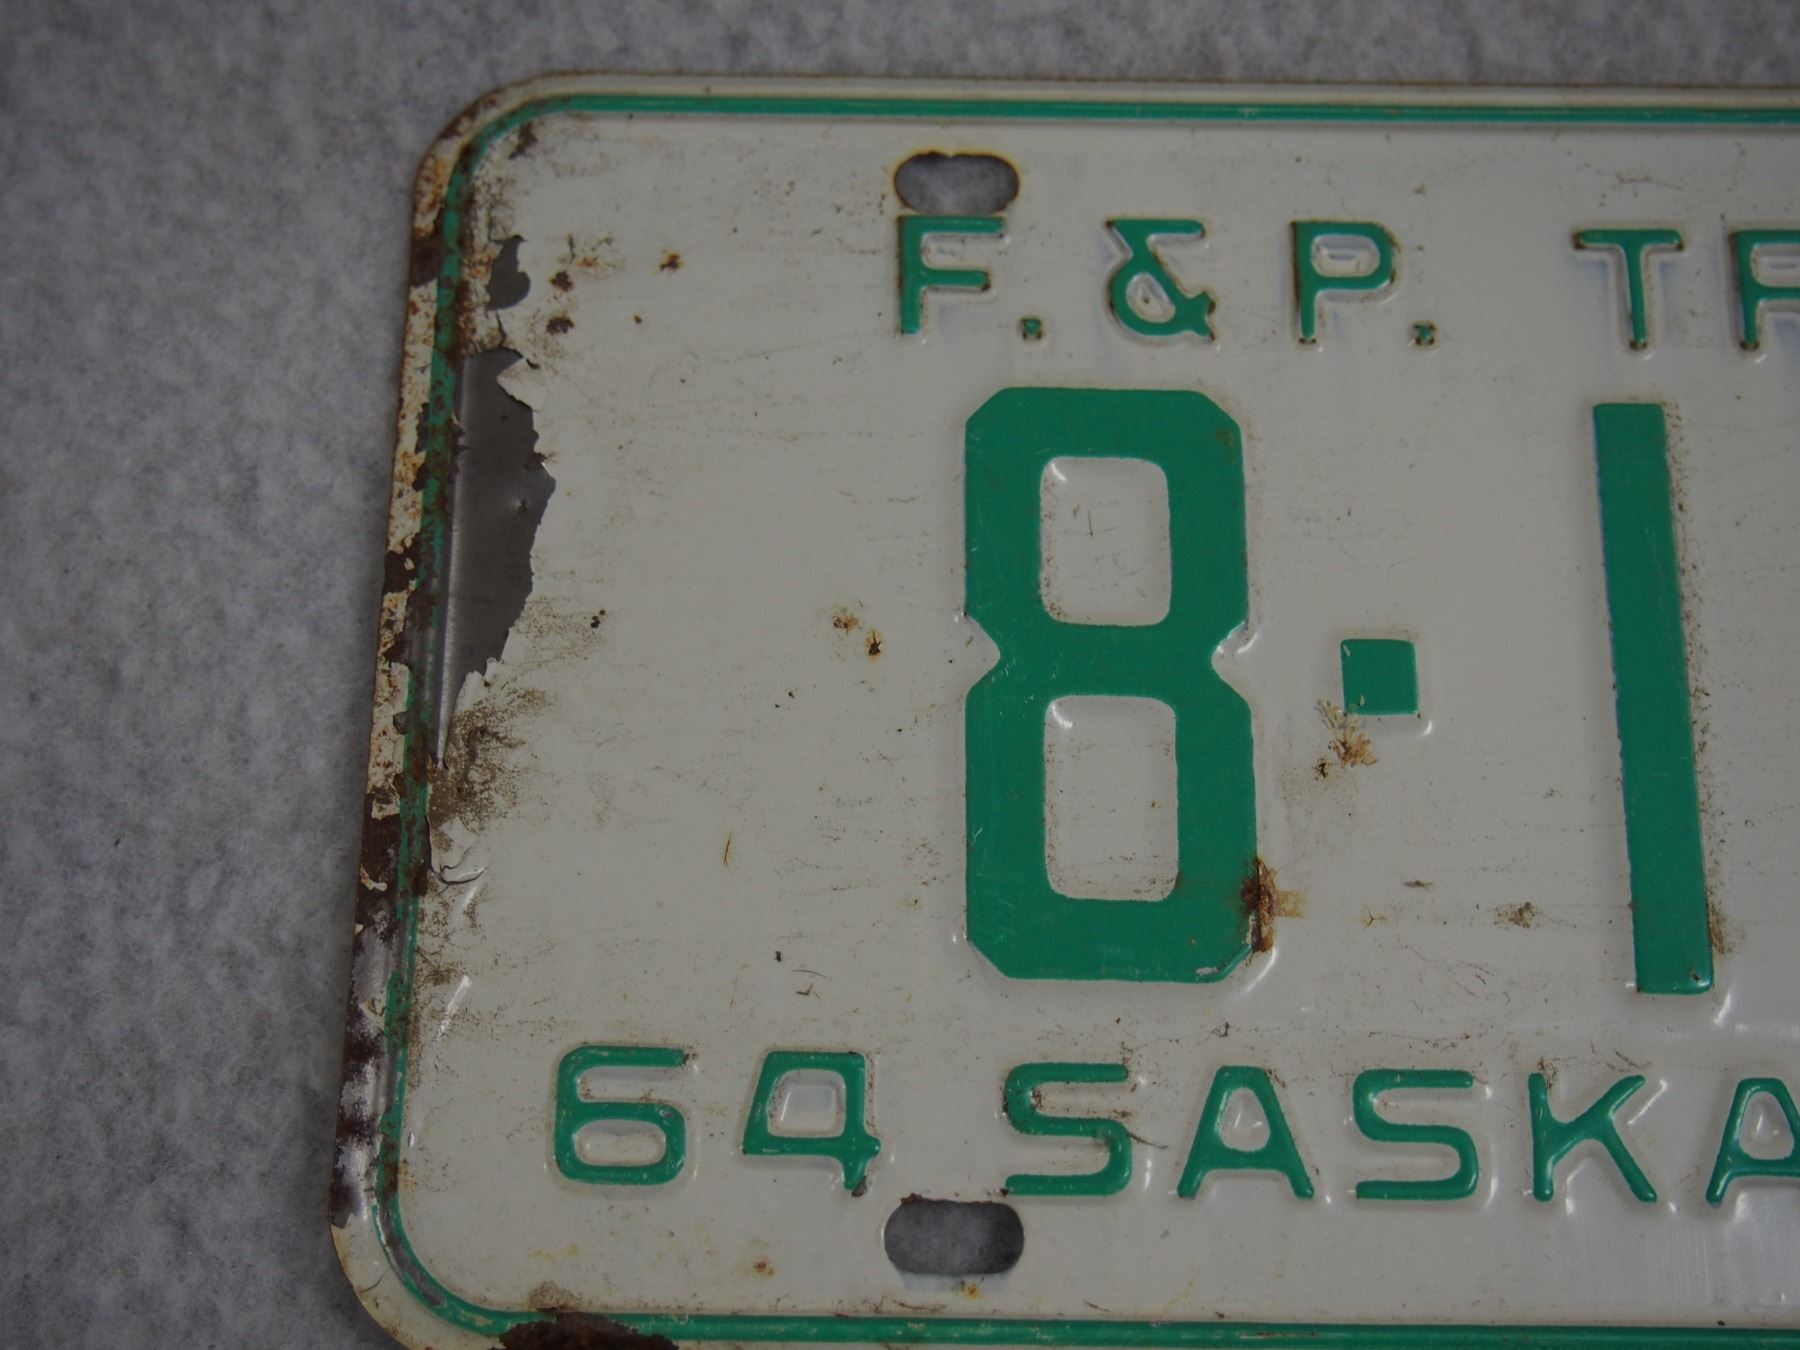 F. & P. TR
8·1
64 SASKA